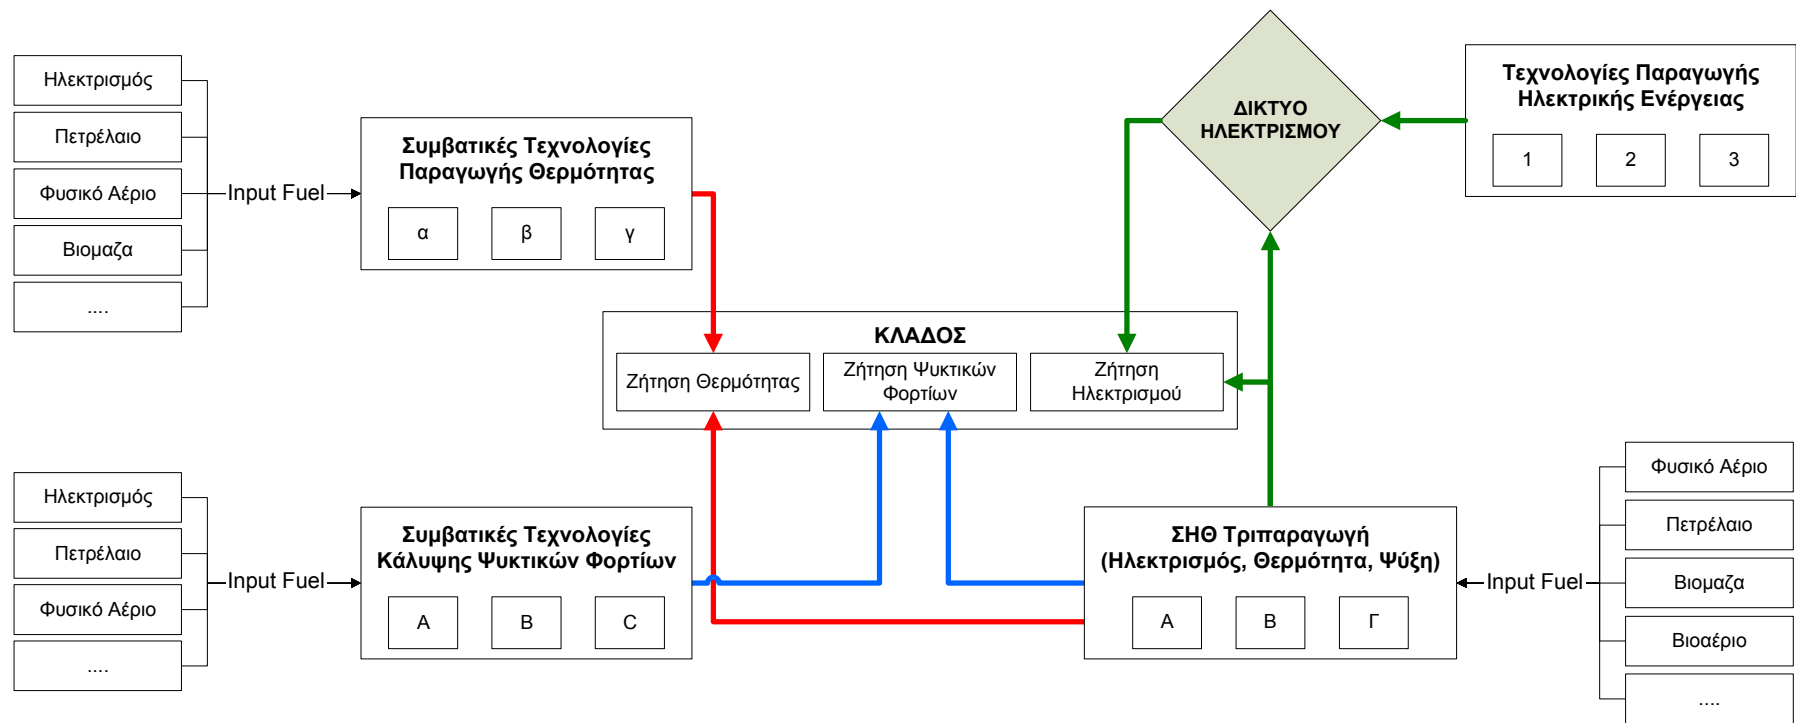 Ηλεκτρισμός
Πετρέλαιο
Φυσικό Αέριο
Βιομαζα
....
Input Fuel
Συμβατικές Τεχνολογίες
Παραγωγής Θερμότητας
α
β
γ
ΔΙΚΤΥΟ
ΗΛΕΚΤΡΙΣΜΟΥ
Τεχνολογίες Παραγωγής
Ηλεκτρικής Ενέργειας
1
2
3
ΚΛΑΔΟΣ
Ζήτηση Θερμότητας
Ζήτηση Ψυκτικών
Φορτίων
Ζήτηση
Ηλεκτρισμού
Ηλεκτρισμός
Πετρέλαιο
Φυσικό Αέριο
....
Input Fuel
Συμβατικές Τεχνολογίες
Κάλυψης Ψυκτικών Φορτίων
A
B
C
ΣΗΘ Τριπαραγωγή
(Ηλεκτρισμός, Θερμότητα, Ψύξη)
Α
Β
Γ
Input Fuel
Φυσικό Αέριο
Πετρέλαιο
Βιομαζα
Βιοαέριο
....